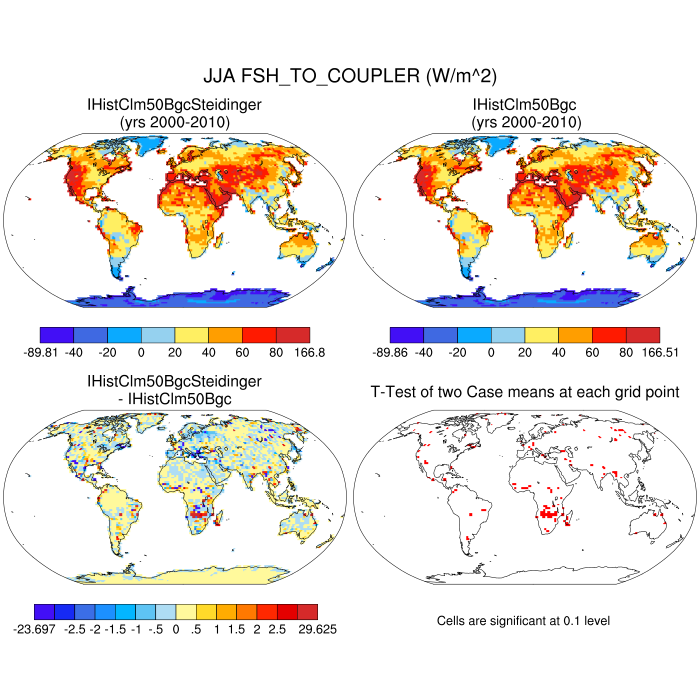 JJA FSH_TO_COUPLER (W/m^2)
IHistClm50BgcSteidinger
(yrs 2000-2010)
IHistClm50Bgc
(yrs 2000-2010)
-89.81 -40 -20 0 20 40 60 80 166.8
-89.86 -40 -20 0 20 40 60 80 166.51
IHistClm50BgcSteidinger
- IHistClm50Bgc
T-Test of two Case means at each grid point
-23.697 -2.5 -2 -1.5 -1 -.5 0 .5 1 1.5 2 2.5 29.625
Cells are significant at 0.1 level